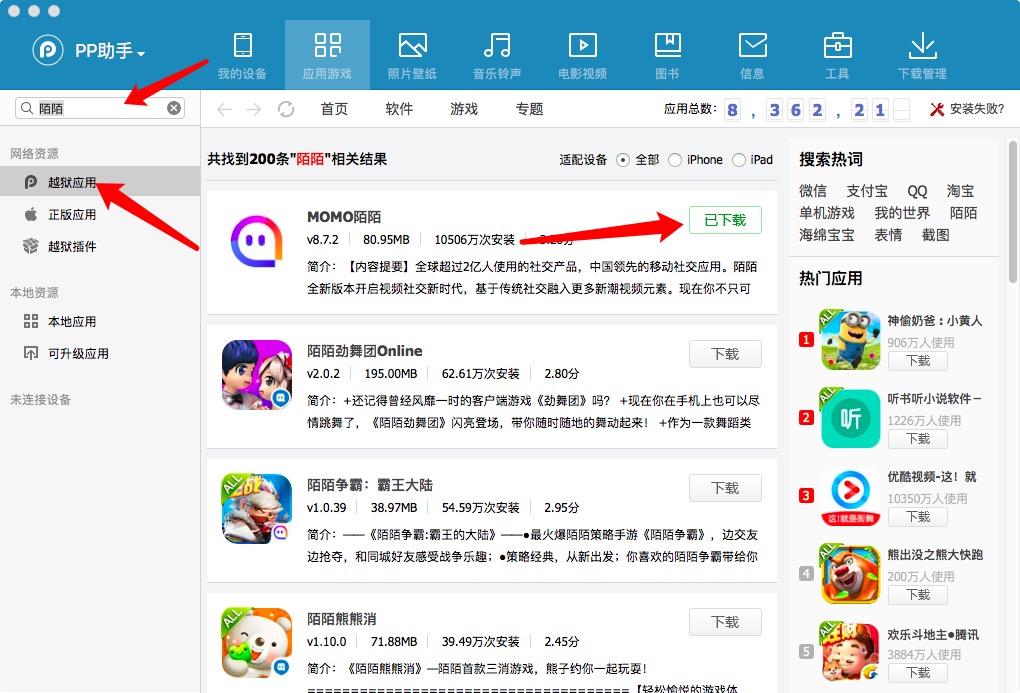 PP助手
我的设备
应用游戏
照片壁纸
音乐铃声
电影视频
图书
信息
工具
下载管理
陌陌
首页
软件
游戏
专题
应用总数:
8,362,21
安装失败?
网络资源
越狱应用
正版应用
越狱插件
本地资源
本地应用
可升级应用
未连接设备
共找到200条"陌陌"相关结果
适配设备
全部
iPhone
iPad
MOMO陌陌
v8.7.2 80.95MB 10506万次安装
已下载
简介：【内容提要】全球超过2亿人使用的社交产品，中国领先的移动社交应用。陌陌
全新版本开启视频社交新时代，基于传统社交融入更多新潮视频元素。现在你不只可
陌陌劲舞团Online
v2.0.2 195.00MB 62.61万次安装 2.80分
下载
简介：+还记得曾经风靡一时的客户端游戏《劲舞团》吗？ +现在你在手机上也可以尽
情跳舞了，《陌陌劲舞团》闪亮登场，带你随时随地的舞动起来！ +作为一款舞蹈类
ALL
陌陌争霸：霸王大陆
v1.0.39 38.97MB 54.59万次安装 2.95分
下载
简介：——《陌陌争霸:霸王的大陆》——●最火爆陌陌策略手游《陌陌争霸》，边交友
边抢夺，和同城好友感受战争乐趣；●策略经典，从新出发；你喜欢的陌陌争霸带给你
ALL
陌陌熊熊消
v1.10.0 71.88MB 39.49万次安装 2.45分
下载
简介：《陌陌熊熊消》—陌陌首款三消游戏，熊子约你一起玩耍！
===================================【轻松愉悦的游戏体
搜索热词
微信 支付宝 QQ 淘宝
单机游戏 我的世界 陌陌
海绵宝宝 表情 截图
热门应用
1
ALL
神偷奶爸：小黄人
906万人使用
下载
2
ALL
听
听书听小说软件－
1226万人使用
下载
3
这!就是街舞
优酷视频-这！就
10350万人使用
下载
4
ALL
熊出没之熊大快跑
200万人使用
下载
5
ALL
欢乐斗地主●腾讯
3884万人使用
下载